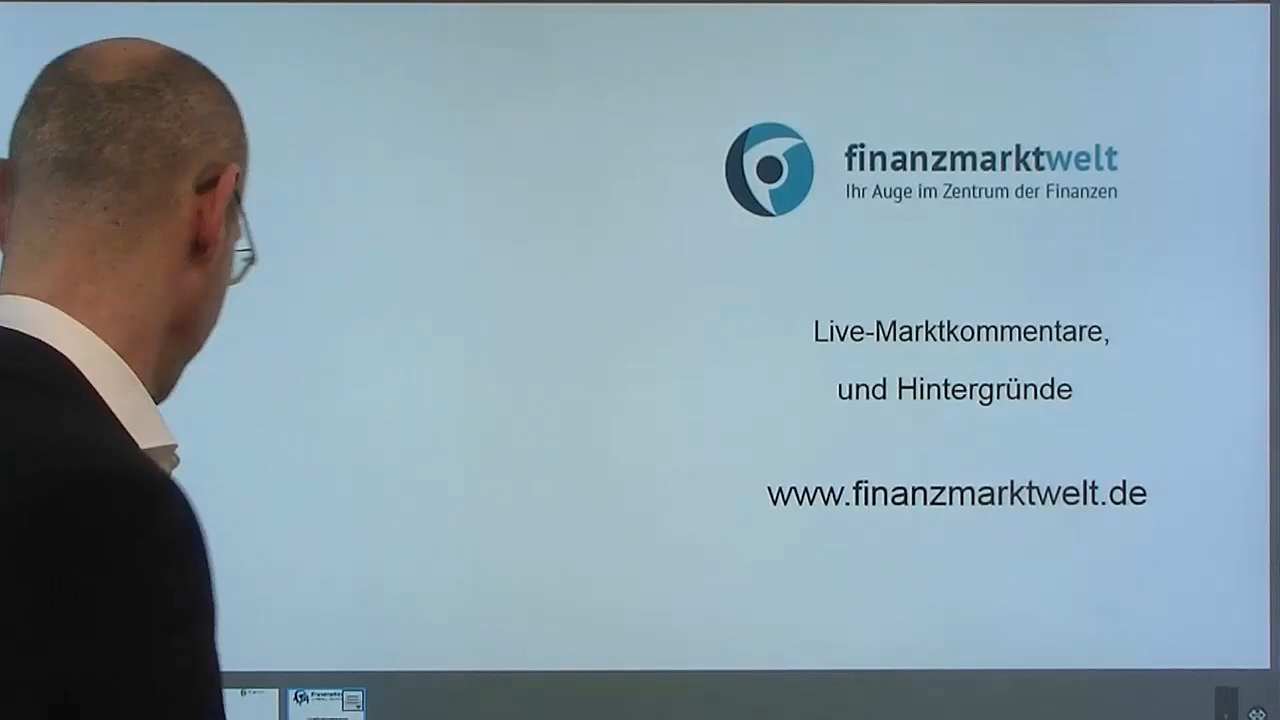 finanzmarktwelt
Ihr Auge im Zentrum der Finanzen
Live-Marktkommentare,
und Hintergründe
www.finanzmarktwelt.de